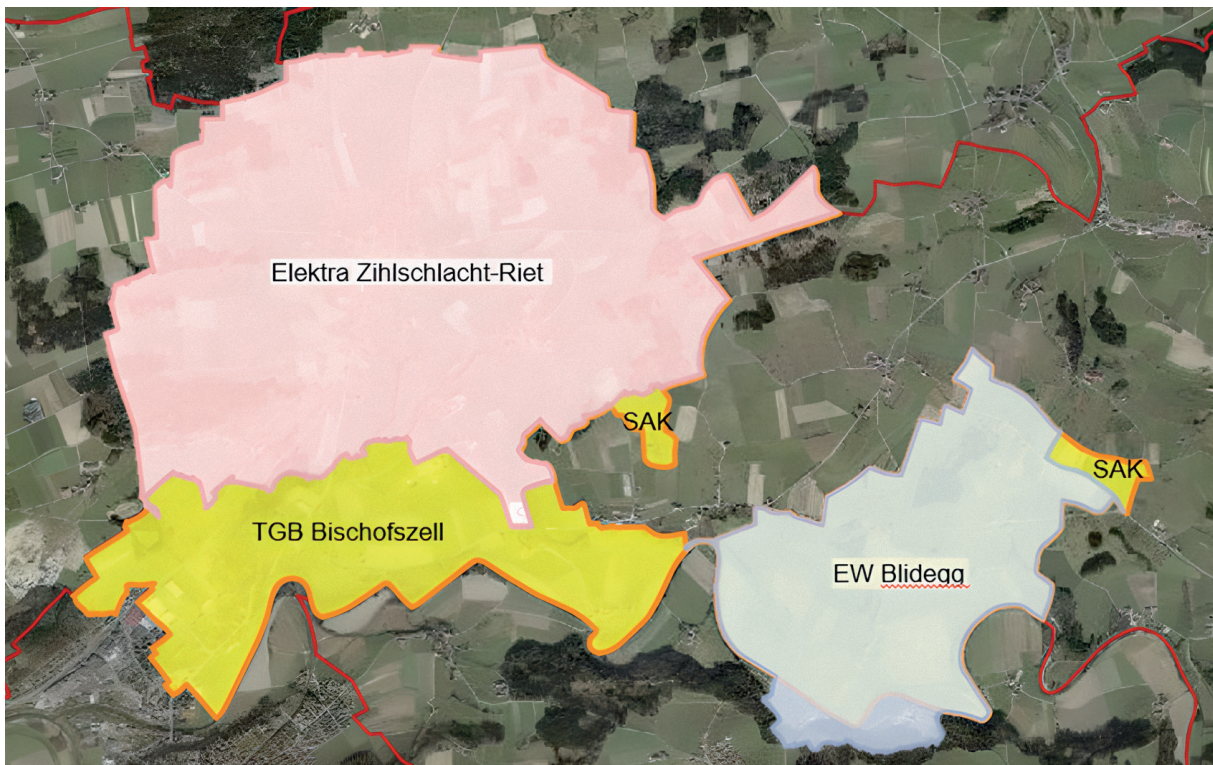 Elektra Zihlschlacht-Riet
SAK
SAK
TGB Bischofszell
EW Blidegg